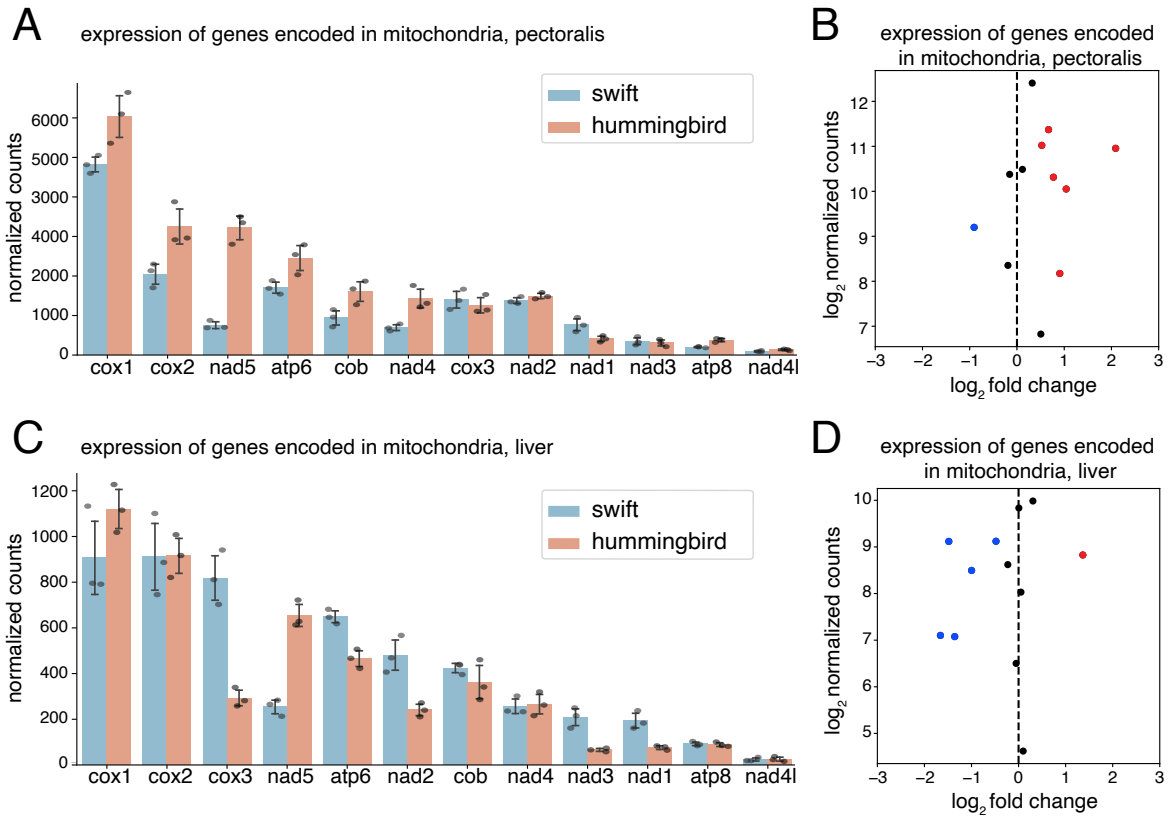 A
expression of genes encoded in mitochondria, pectoralis
normalized counts
6000
5000
3000
4000
2000
1000
0
swift
hummingbird
cox1 cox2 nad5 atp6 cob nad4 cox3 nad2 nad1 nad3 atp8 nad4l
B
expression of genes encoded
in mitochondria, pectoralis
log2 normalized counts
12
11
10
9
8
7
−3 −2 −1 0 1 2 3
log2 fold change
C
expression of genes encoded in mitochondria, liver
normalized counts
1200
1000
800
600
400
200
0
swift
hummingbird
cox1 cox2 cox3 nad5 atp6 nad2 cob nad4 nad3 nad1 atp8 nad4l
D
expression of genes encoded
in mitochondria, liver
log2 normalized counts
10
9
8
7
6
5
−3 −2 −1 0 1 2 3
log2 fold change